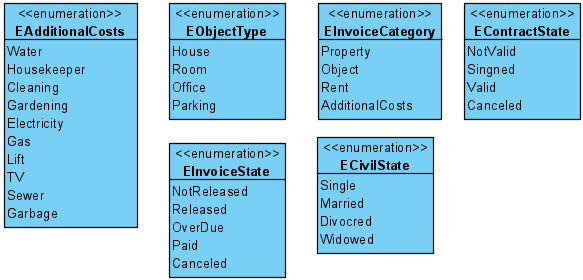 <<enumeration>>
EAdditionalCosts
Water
Housekeeper
Cleaning
Gardening
Electricity
Gas
Lift
TV
Sewer
Garbage
<<enumeration>>
EObjectType
House
Room
Office
Parking
<<enumeration>>
EInvoiceCategory
Property
Object
Rent
AdditionalCosts
<<enumeration>>
EContractState
NotValid
Singned
Valid
Canceled
<<enumeration>>
EInvoiceState
NotReleased
Released
OverDue
Paid
Canceled
<<enumeration>>
ECivilState
Single
Married
Divocred
Widowed